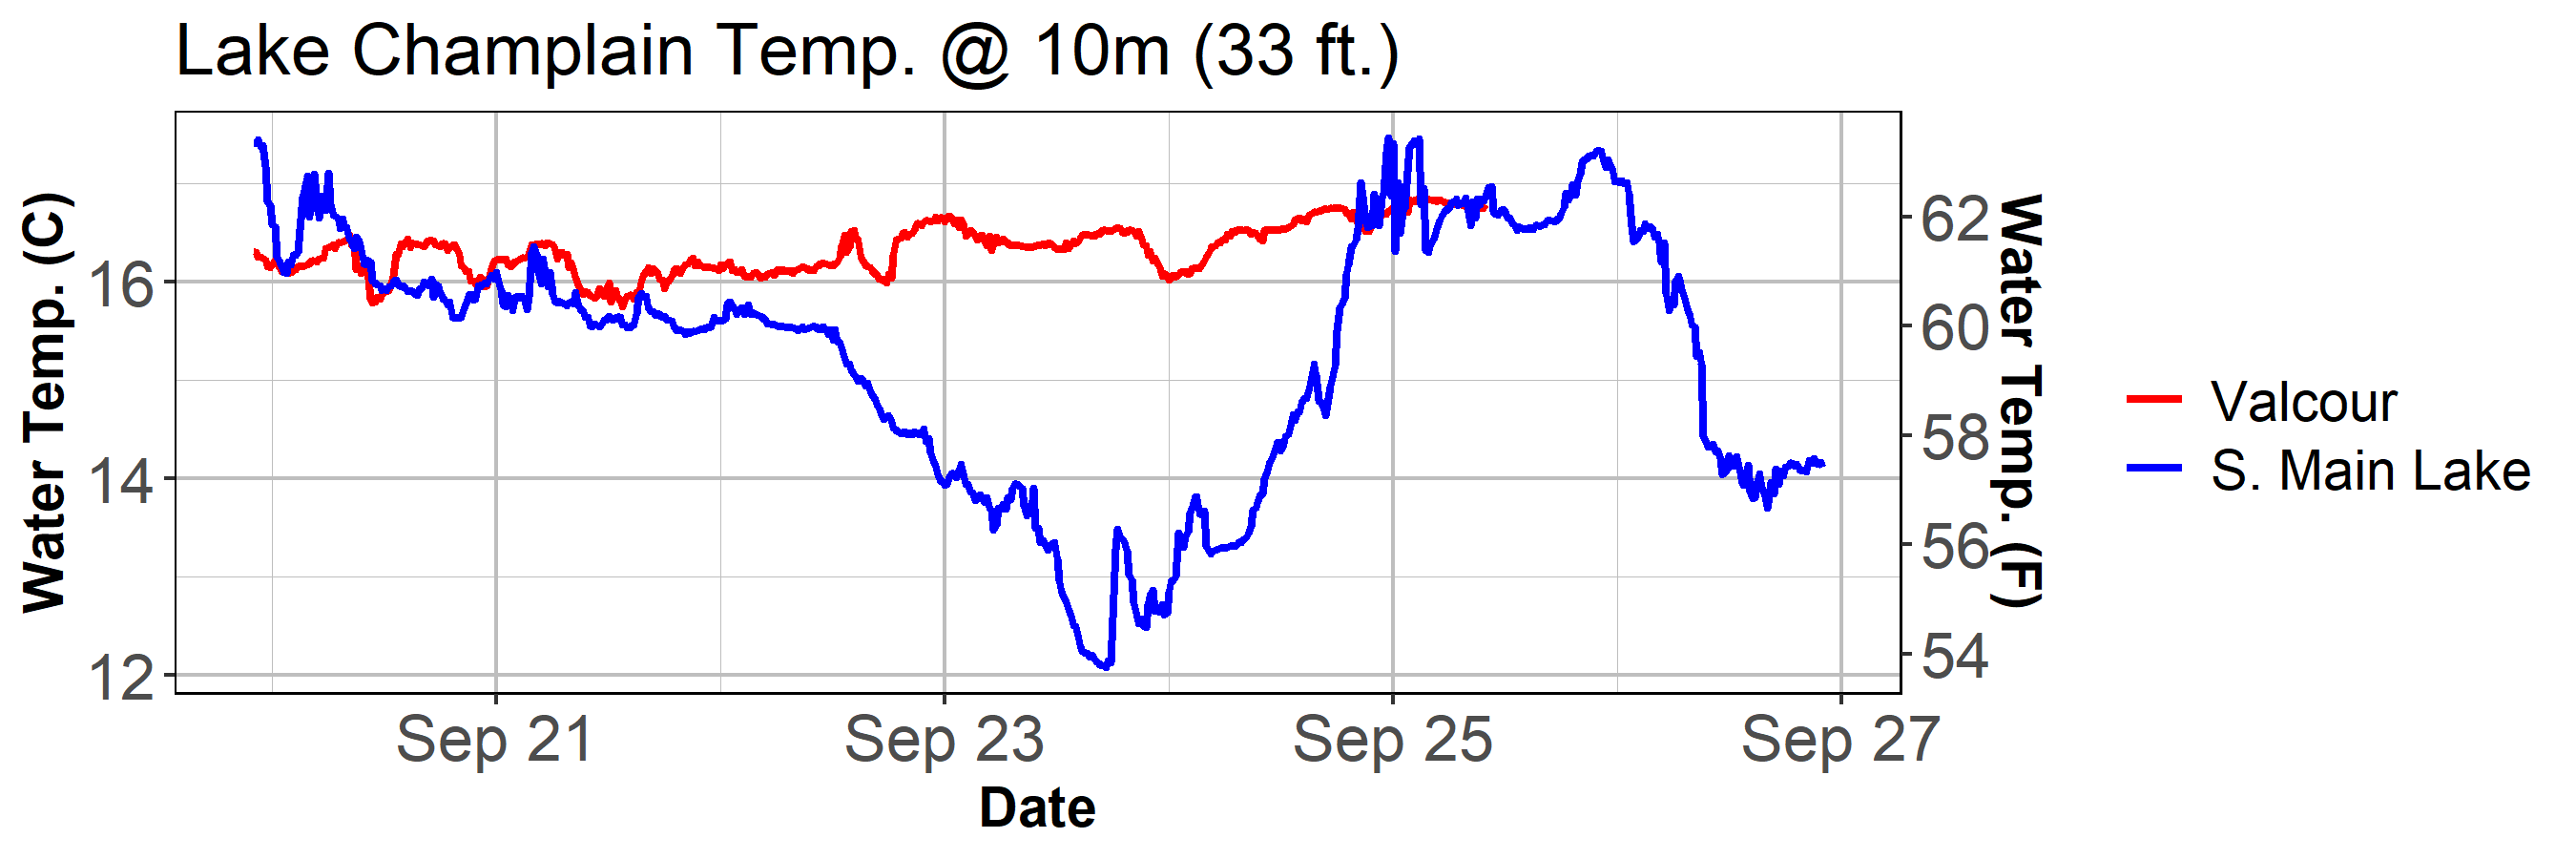 Lake Champlain Temp. @ 10m (33 ft.)
Water Temp. (C)
16
14
12
62
60
58
56
54
Water Temp. (F)
Sep 21
Sep 23
Sep 25
Sep 27
Date
Valcour
S. Main Lake